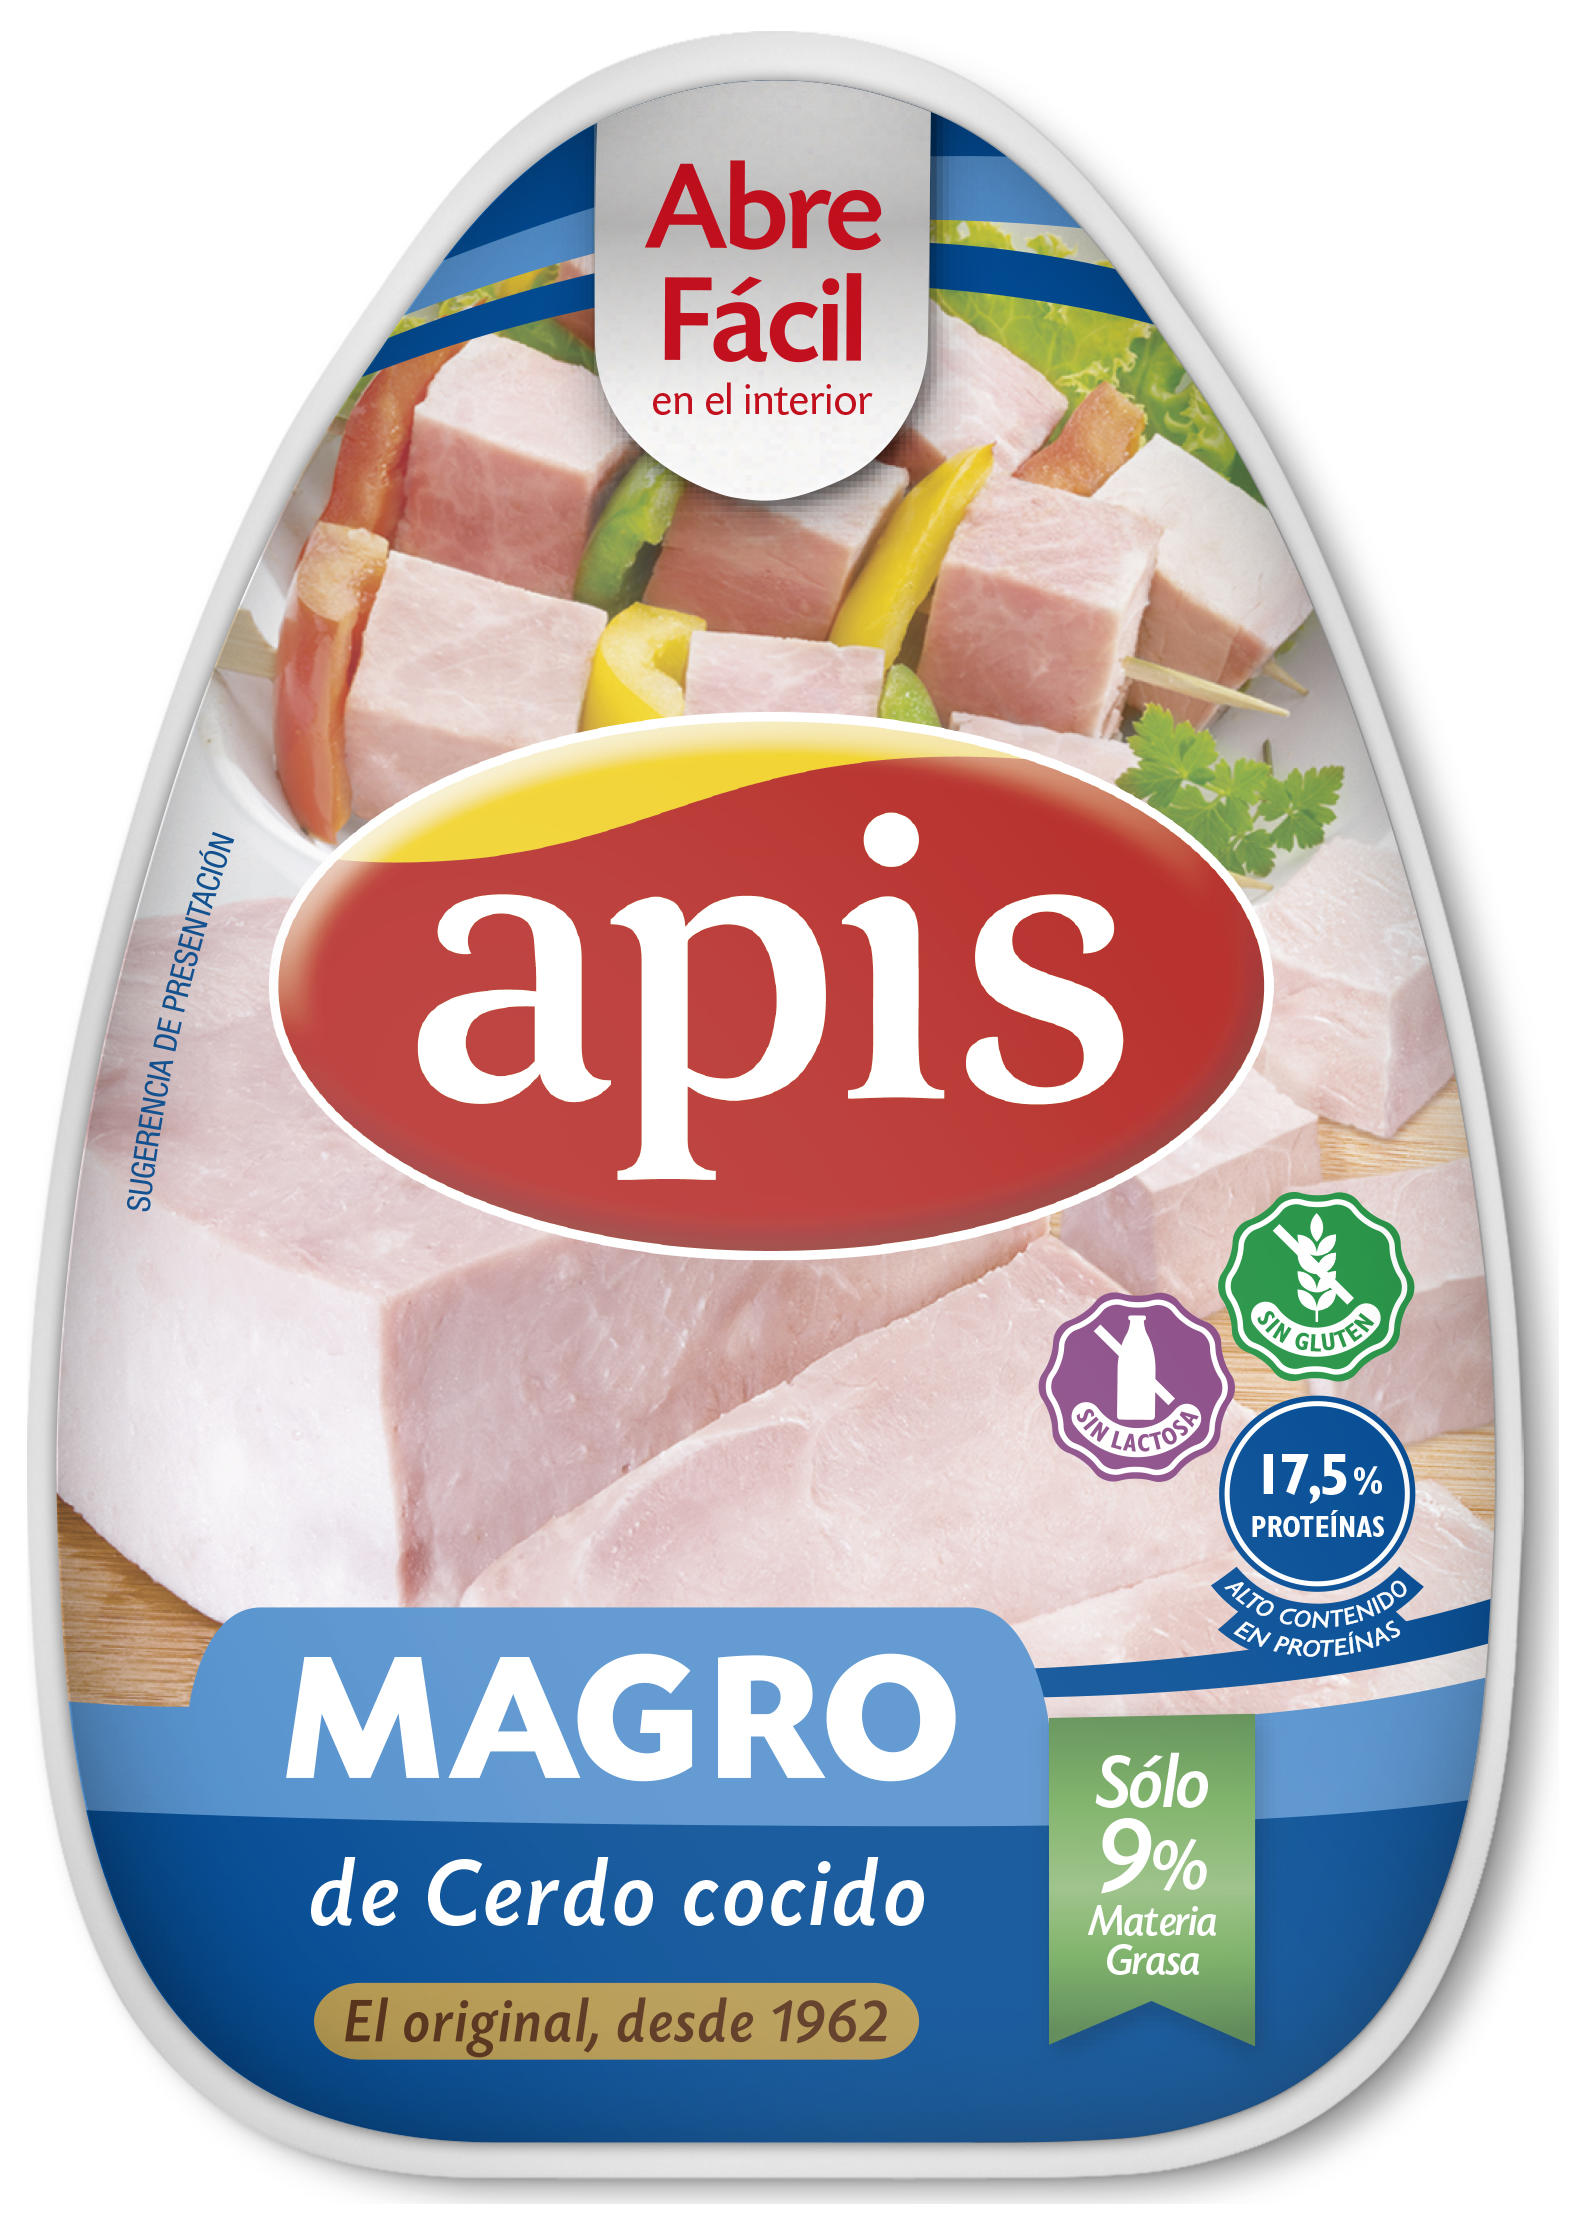 Abre
Fácil
en el interior
SUGERENCIA DE PRESENTACIÓN
apis
SIN GLUTEN
SIN LACTOSA
17,5%
PROTEÍNAS
ALTO CONTENIDO
EN PROTEÍNAS
MAGRO
de Cerdo cocido
El original, desde 1962
Sólo
9%
Materia
Grasa